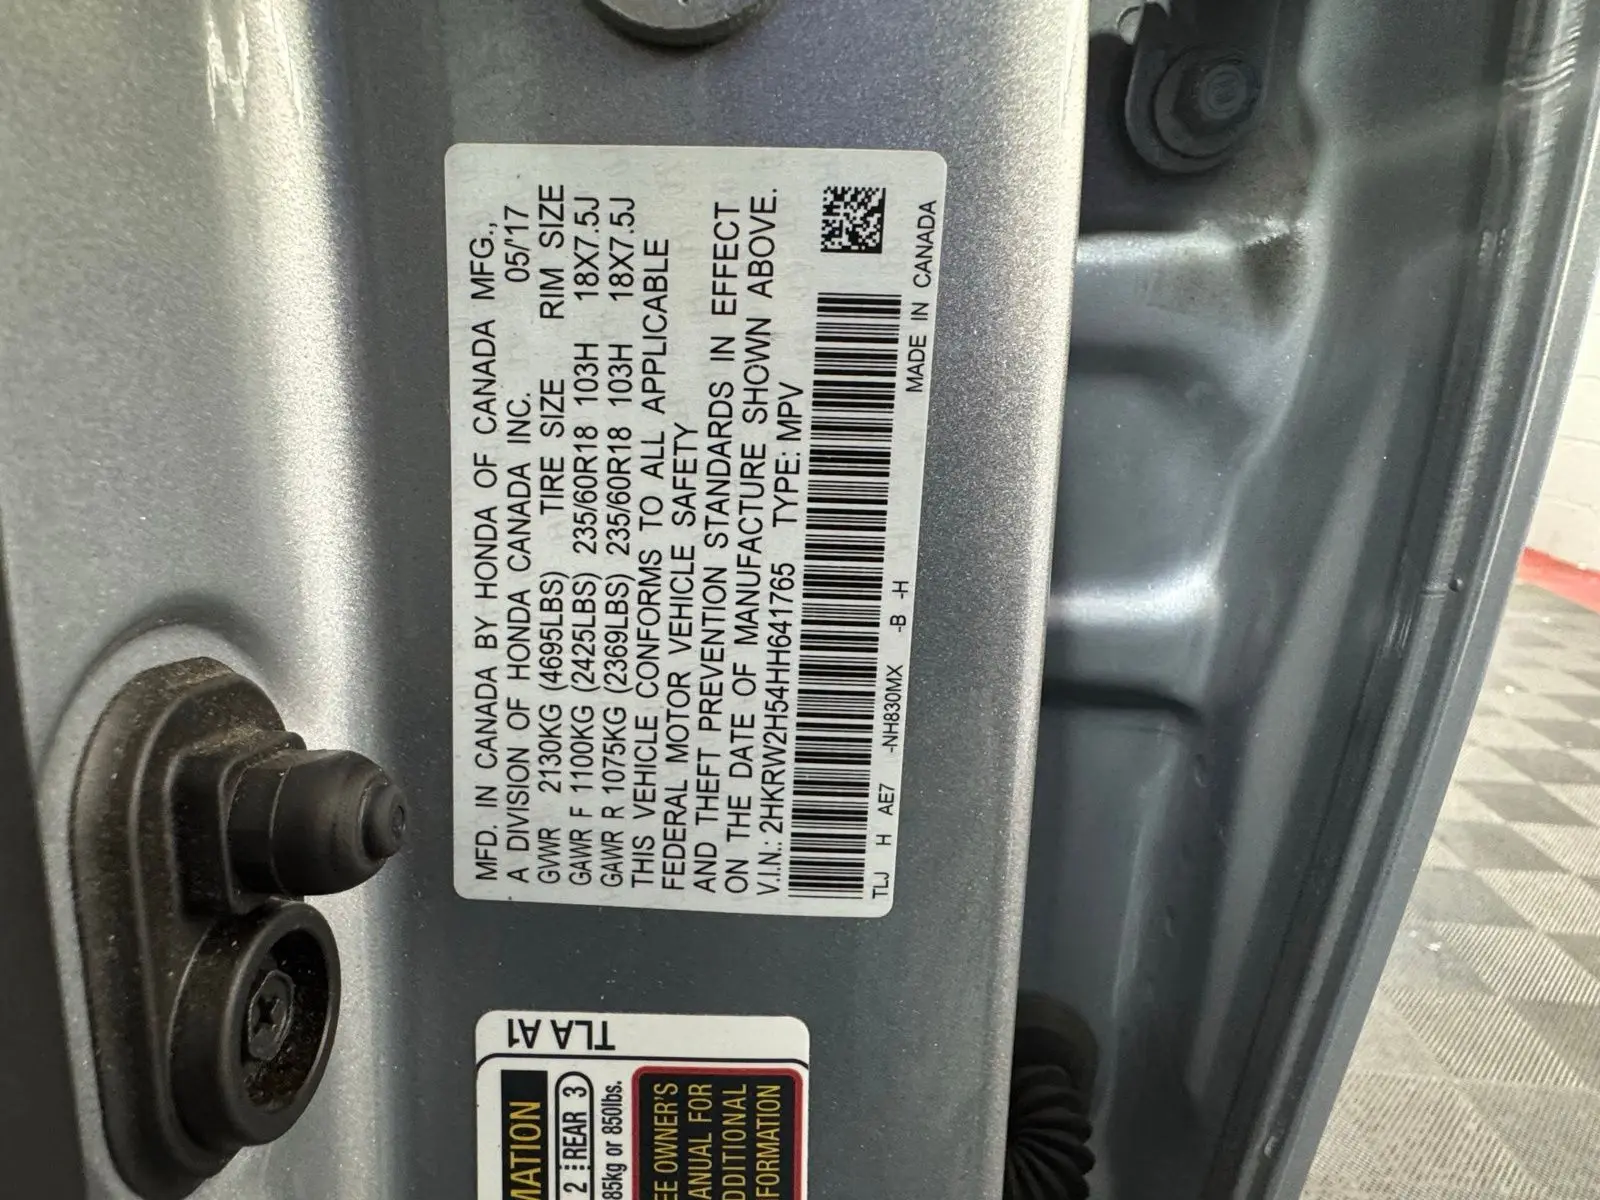 MFD. IN CANADA BY HONDA OF CANADA MFG.,
A DIVISION OF HONDA CANADA INC. 05/'17
GVWR 2130KG (4695LBS) TIRE SIZE RIM SIZE
GAWR F 1100KG (2425LBS) 235/60R18 103H 18X7.5J
GAWR R 1075KG (2369LBS) 235/60R18 103H 18X7.5J
THIS VEHICLE CONFORMS TO ALL APPLICABLE
FEDERAL MOTOR VEHICLE SAFETY
AND THEFT PREVENTION STANDARDS IN EFFECT
ON THE DATE OF MANUFACTURE SHOWN ABOVE.
V.I.N.: 2HKRW2H54HH641765 TYPE: MPV
TLJ H AE7 -NH830MX -B -H
MADE IN CANADA
TLA A1
MATION
2 REAR 3
85kg or 850lbs.
EE OWNER'S
ANUAL FOR
DDITIONAL
FORMATION